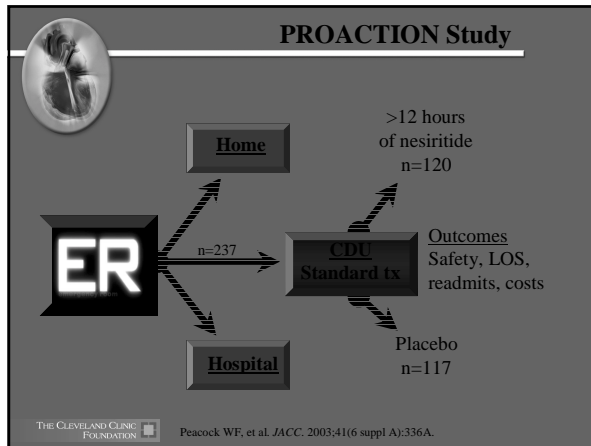 PROACTION Study
>12 hours
of nesiritide
n=120
Home
ER
n=237
CDU
Standard tx
Outcomes
Safety, LOS,
readmits, costs
Hospital
Placebo
n=117
THE CLEVELAND CLINIC
FOUNDATION
Peacock WF, et al. JACC. 2003;41(6 suppl A):336A.